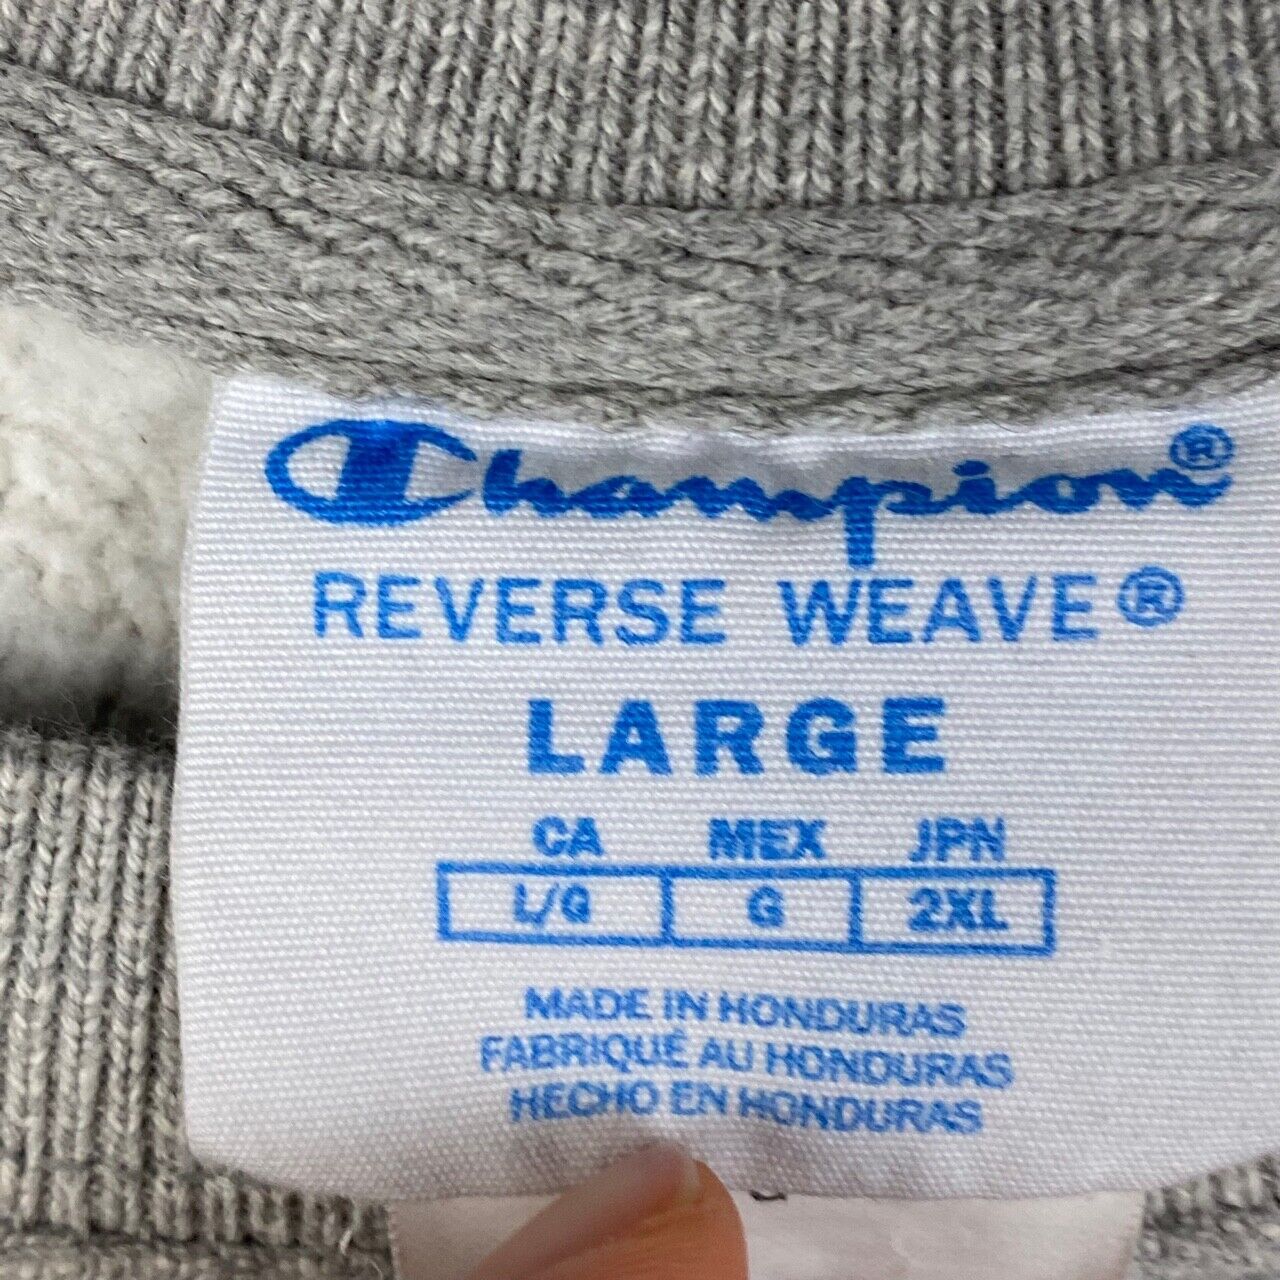 Champion®
REVERSE WEAVE®
LARGE
CA MEX JPN
L/G G 2XL
MADE IN HONDURAS
FABRIQUÉ AU HONDURAS
HECHO EN HONDURAS